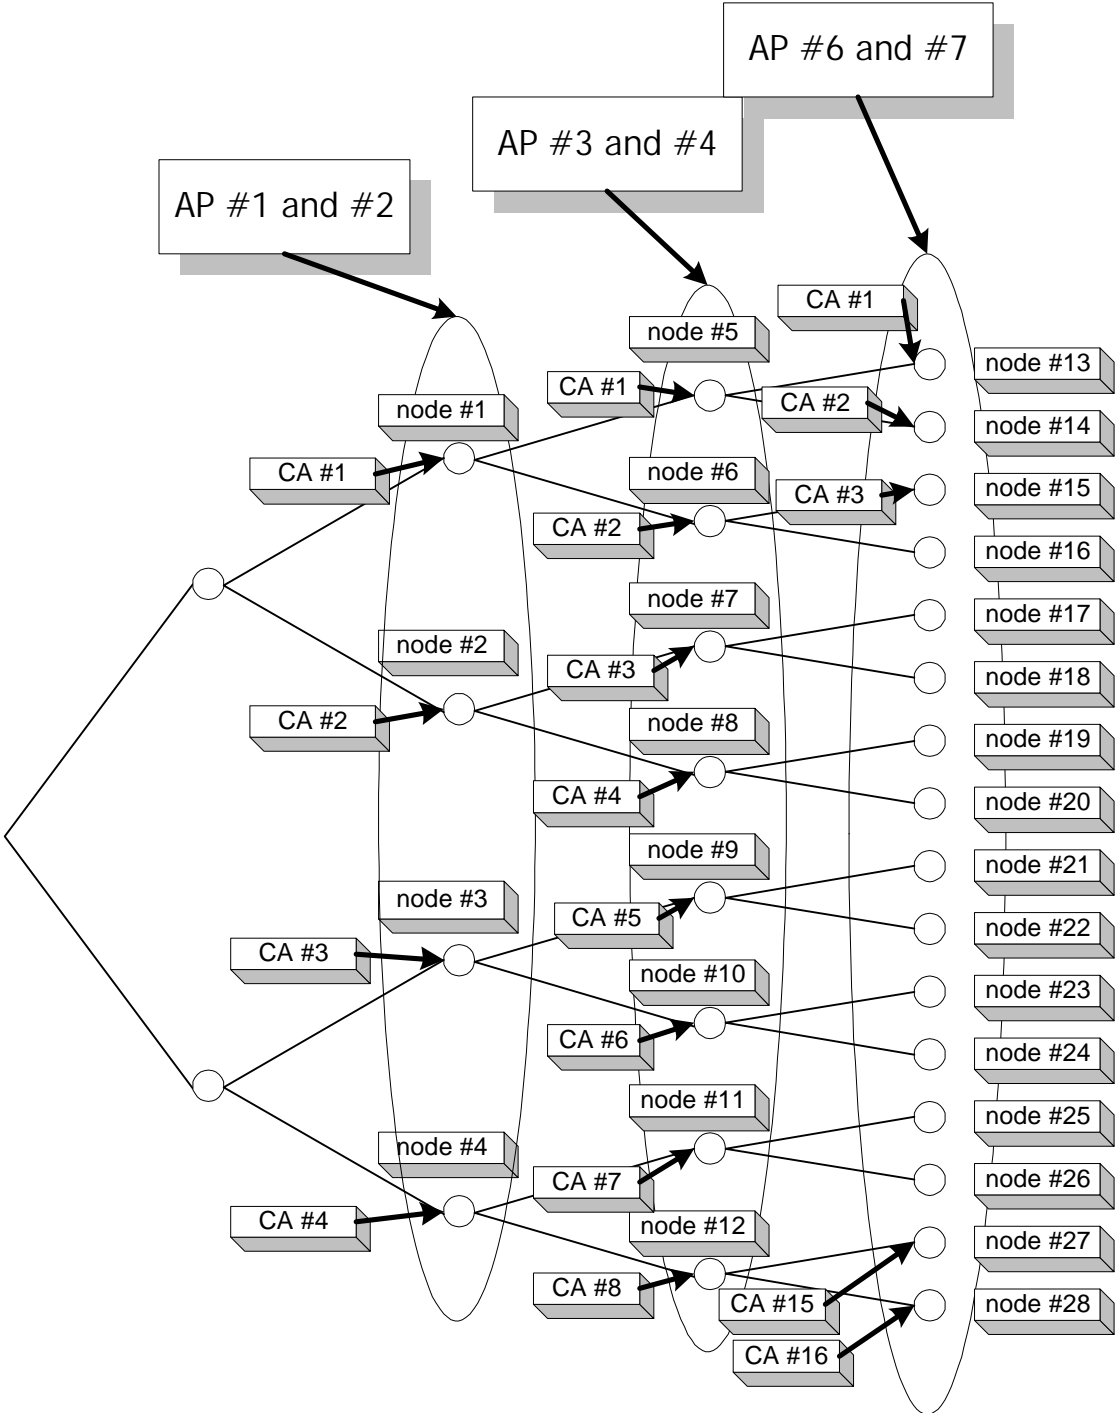 AP #6 and #7
AP #3 and #4
AP #1 and #2
CA #1
node #5
node #13
CA #1
CA #2
node #1
node #14
CA #1
node #6
CA #3
node #15
CA #2
node #16
node #7
node #17
node #2
CA #3
node #18
CA #2
node #8
node #19
CA #4
node #20
node #9
node #21
node #3
CA #5
node #22
CA #3
node #10
node #23
CA #6
node #24
node #11
node #25
node #4
CA #7
node #26
CA #4
node #12
node #27
CA #8
CA #15
node #28
CA #16